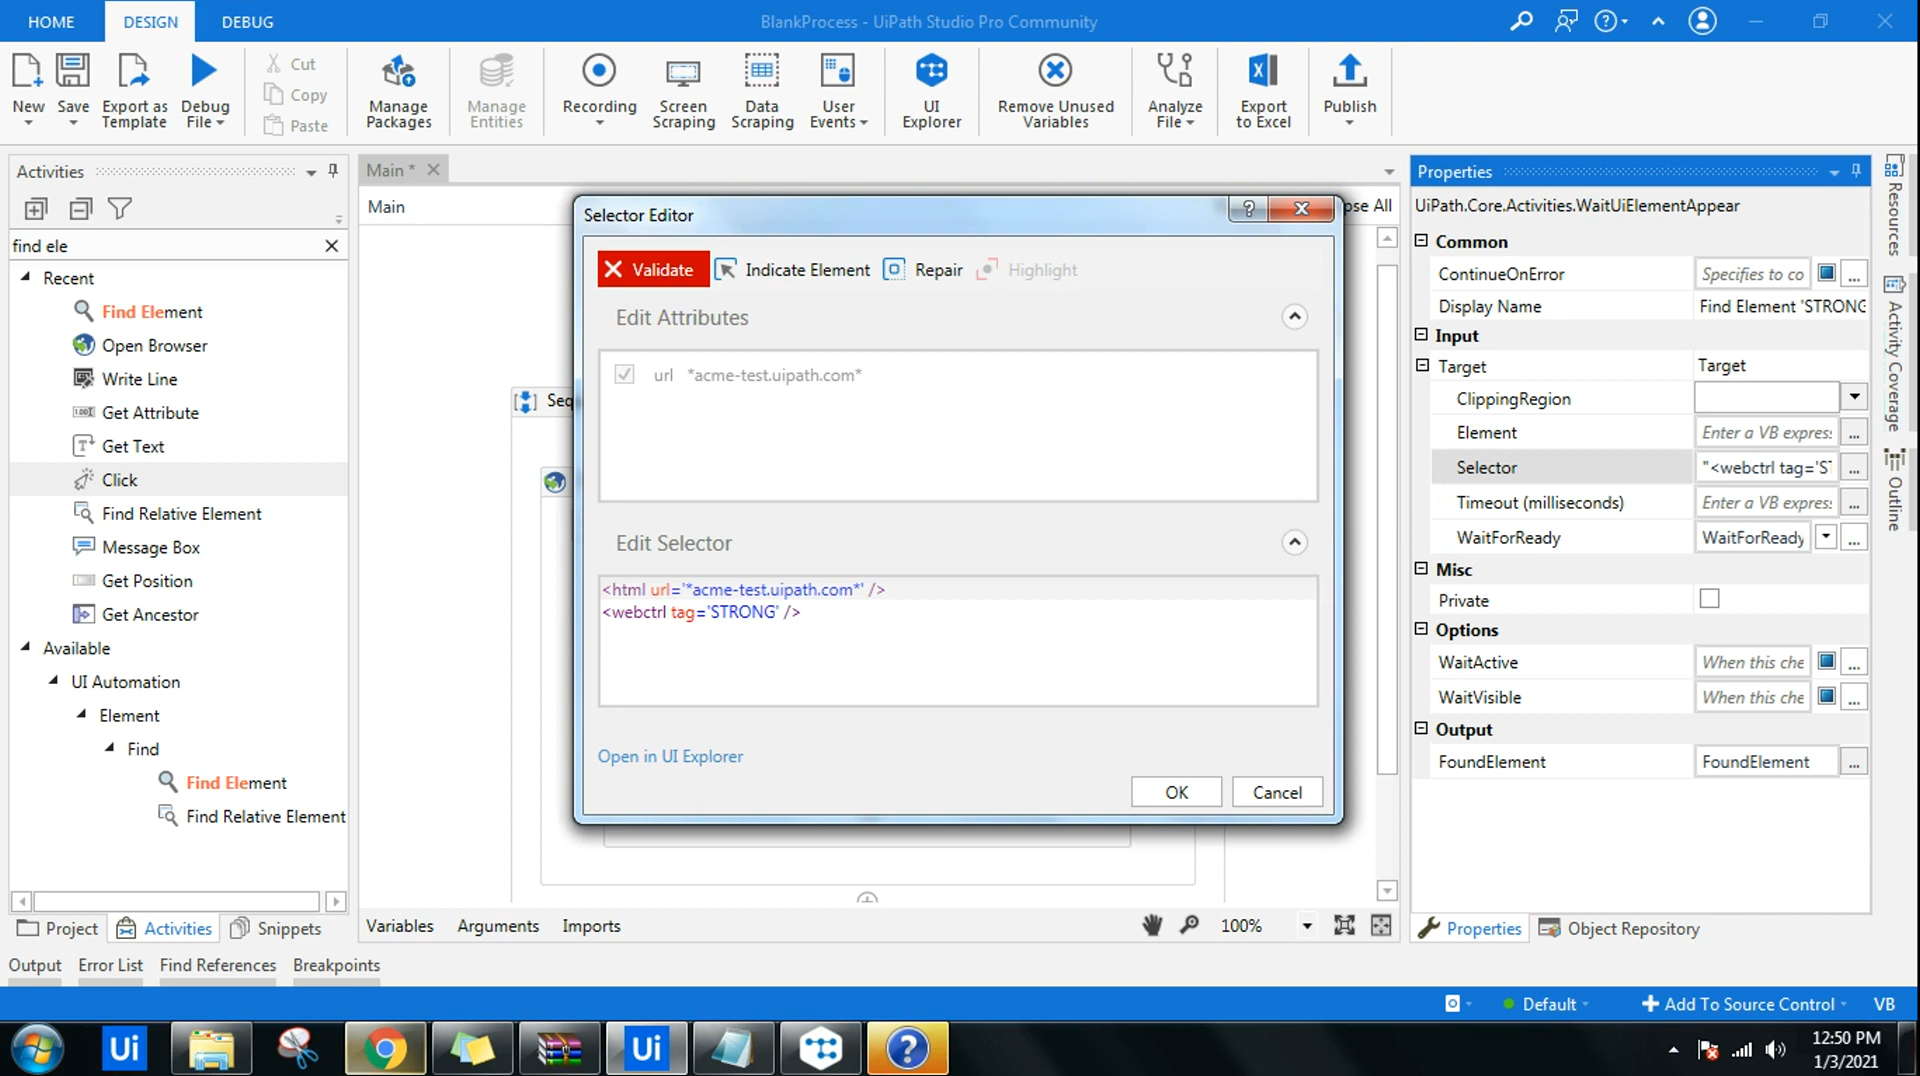 HOME DESIGN DEBUG BlankProcess - UiPath Studio Pro Community
New Save Export as Template Debug File Cut Copy Paste Manage Packages Manage Entities Recording Screen Scraping Data Scraping User Events UI Explorer Remove Unused Variables Analyze File Export to Excel Publish
Activities
find ele
Recent
Find Element
Open Browser
Write Line
Get Attribute
Get Text
Click
Find Relative Element
Message Box
Get Position
Get Ancestor
Available
UI Automation
Element
Find
Find Element
Find Relative Element
Project Activities Snippets
Main *
Main
pse All
Seq
Selector Editor
Validate Indicate Element Repair Highlight
Edit Attributes
url *acme-test.uipath.com*
Edit Selector
<html url='*acme-test.uipath.com*' />
<webctrl tag='STRONG' />
Open in UI Explorer
OK Cancel
Variables Arguments Imports 100%
Properties
UiPath.Core.Activities.WaitUiElementAppear
Common
ContinueOnError Specifies to co ...
Display Name Find Element 'STRONG
Input
Target Target
ClippingRegion
Element Enter a VB express: ...
Selector "<webctrl tag='ST ...
Timeout (milliseconds) Enter a VB express: ...
WaitForReady WaitForReady ...
Misc
Private
Options
WaitActive When this che ...
WaitVisible When this che ...
Output
FoundElement FoundElement ...
Properties Object Repository
Resources
Activity Coverage
Outline
Output Error List Find References Breakpoints
Default Add To Source Control VB
Ui Ui
12:50 PM
1/3/2021